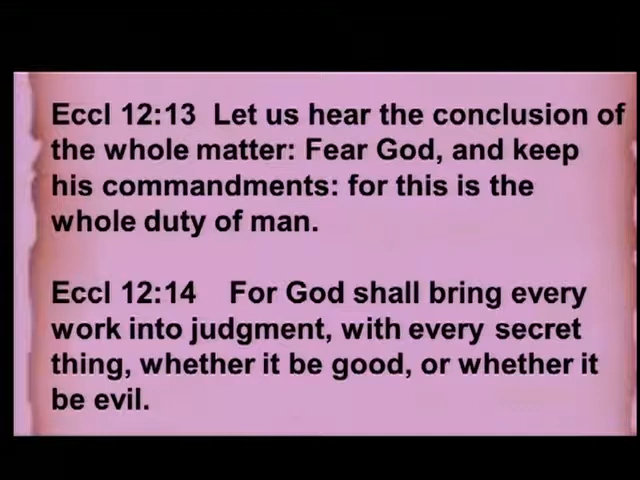 Eccl 12:13  Let us hear the conclusion of
the whole matter: Fear God, and keep
his commandments: for this is the
whole duty of man.
Eccl 12:14    For God shall bring every
work into judgment, with every secret
thing, whether it be good, or whether it
be evil.